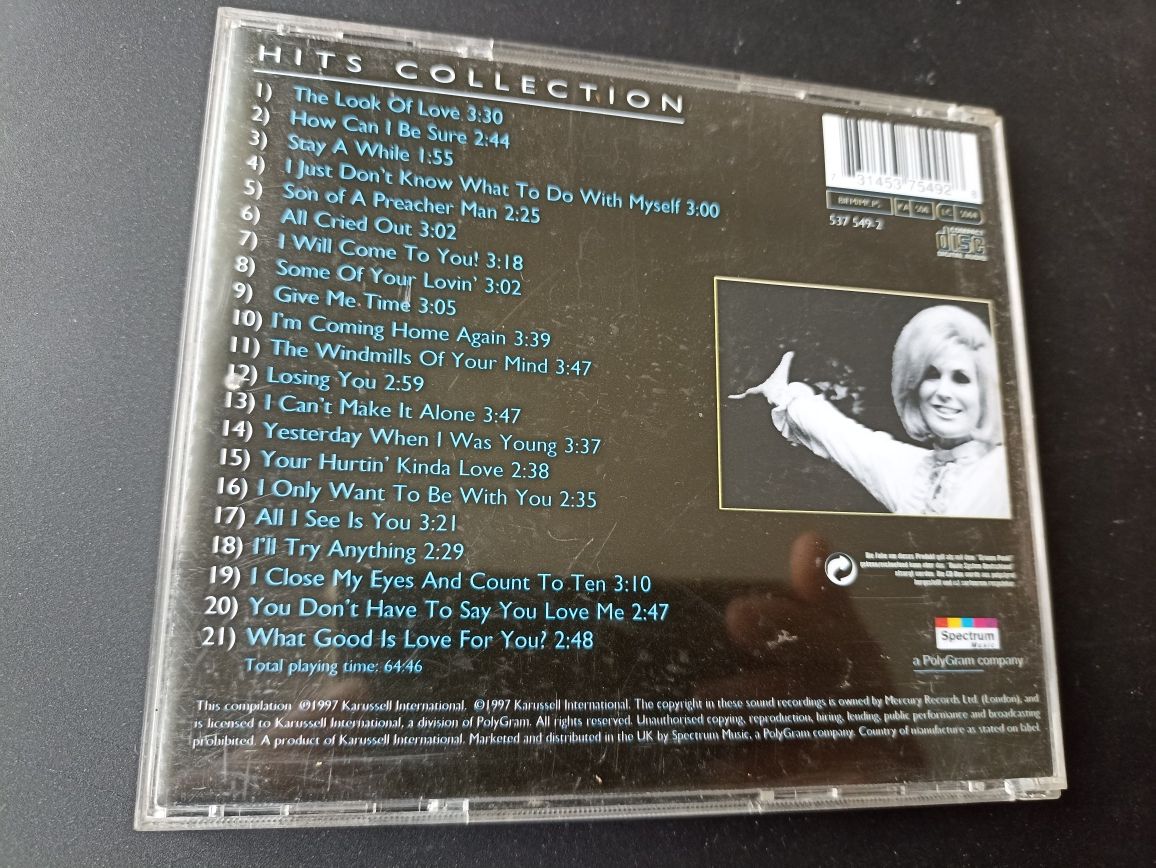 HITS COLLECTION
1) The Look Of Love 3:30
2) How Can I Be Sure 2:44
3) Stay A While 1:55
4) I Just Don't Know What To Do With Myself 3:00
5) Son of A Preacher Man 2:25
6) All Cried Out 3:02
7) I Will Come To You! 3:18
8) Some Of Your Lovin' 3:02
9) Give Me Time 3:05
10) I'm Coming Home Again 3:39
11) The Windmills Of Your Mind 3:47
12) Losing You 2:59
13) I Can't Make It Alone 3:47
14) Yesterday When I Was Young 3:37
15) Your Hurtin' Kinda Love 2:38
16) I Only Want To Be With You 2:35
17) All I See Is You 3:21
18) I'll Try Anything 2:29
19) I Close My Eyes And Count To Ten 3:10
20) You Don't Have To Say You Love Me 2:47
21) What Good Is Love For You? 2:48
Total playing time: 64:46
7 31453 75492 8
BIEM/MCPS
537 549-2
COMPACT
disc
DIGITAL AUDIO
Spectrum
Music
a PolyGram company
This compilation ℗1997 Karussell International. ©1997 Karussell International. The copyright in these sound recordings is owned by Mercury Records Ltd. (London), and
is licensed to Karussell International, a division of PolyGram. All rights reserved. Unauthorised copying, reproduction, hiring, lending, public performance and broadcasting
prohibited. A product of Karussell International. Marketed and distributed in the UK by Spectrum Music, a PolyGram company. Country of manufacture as stated on label